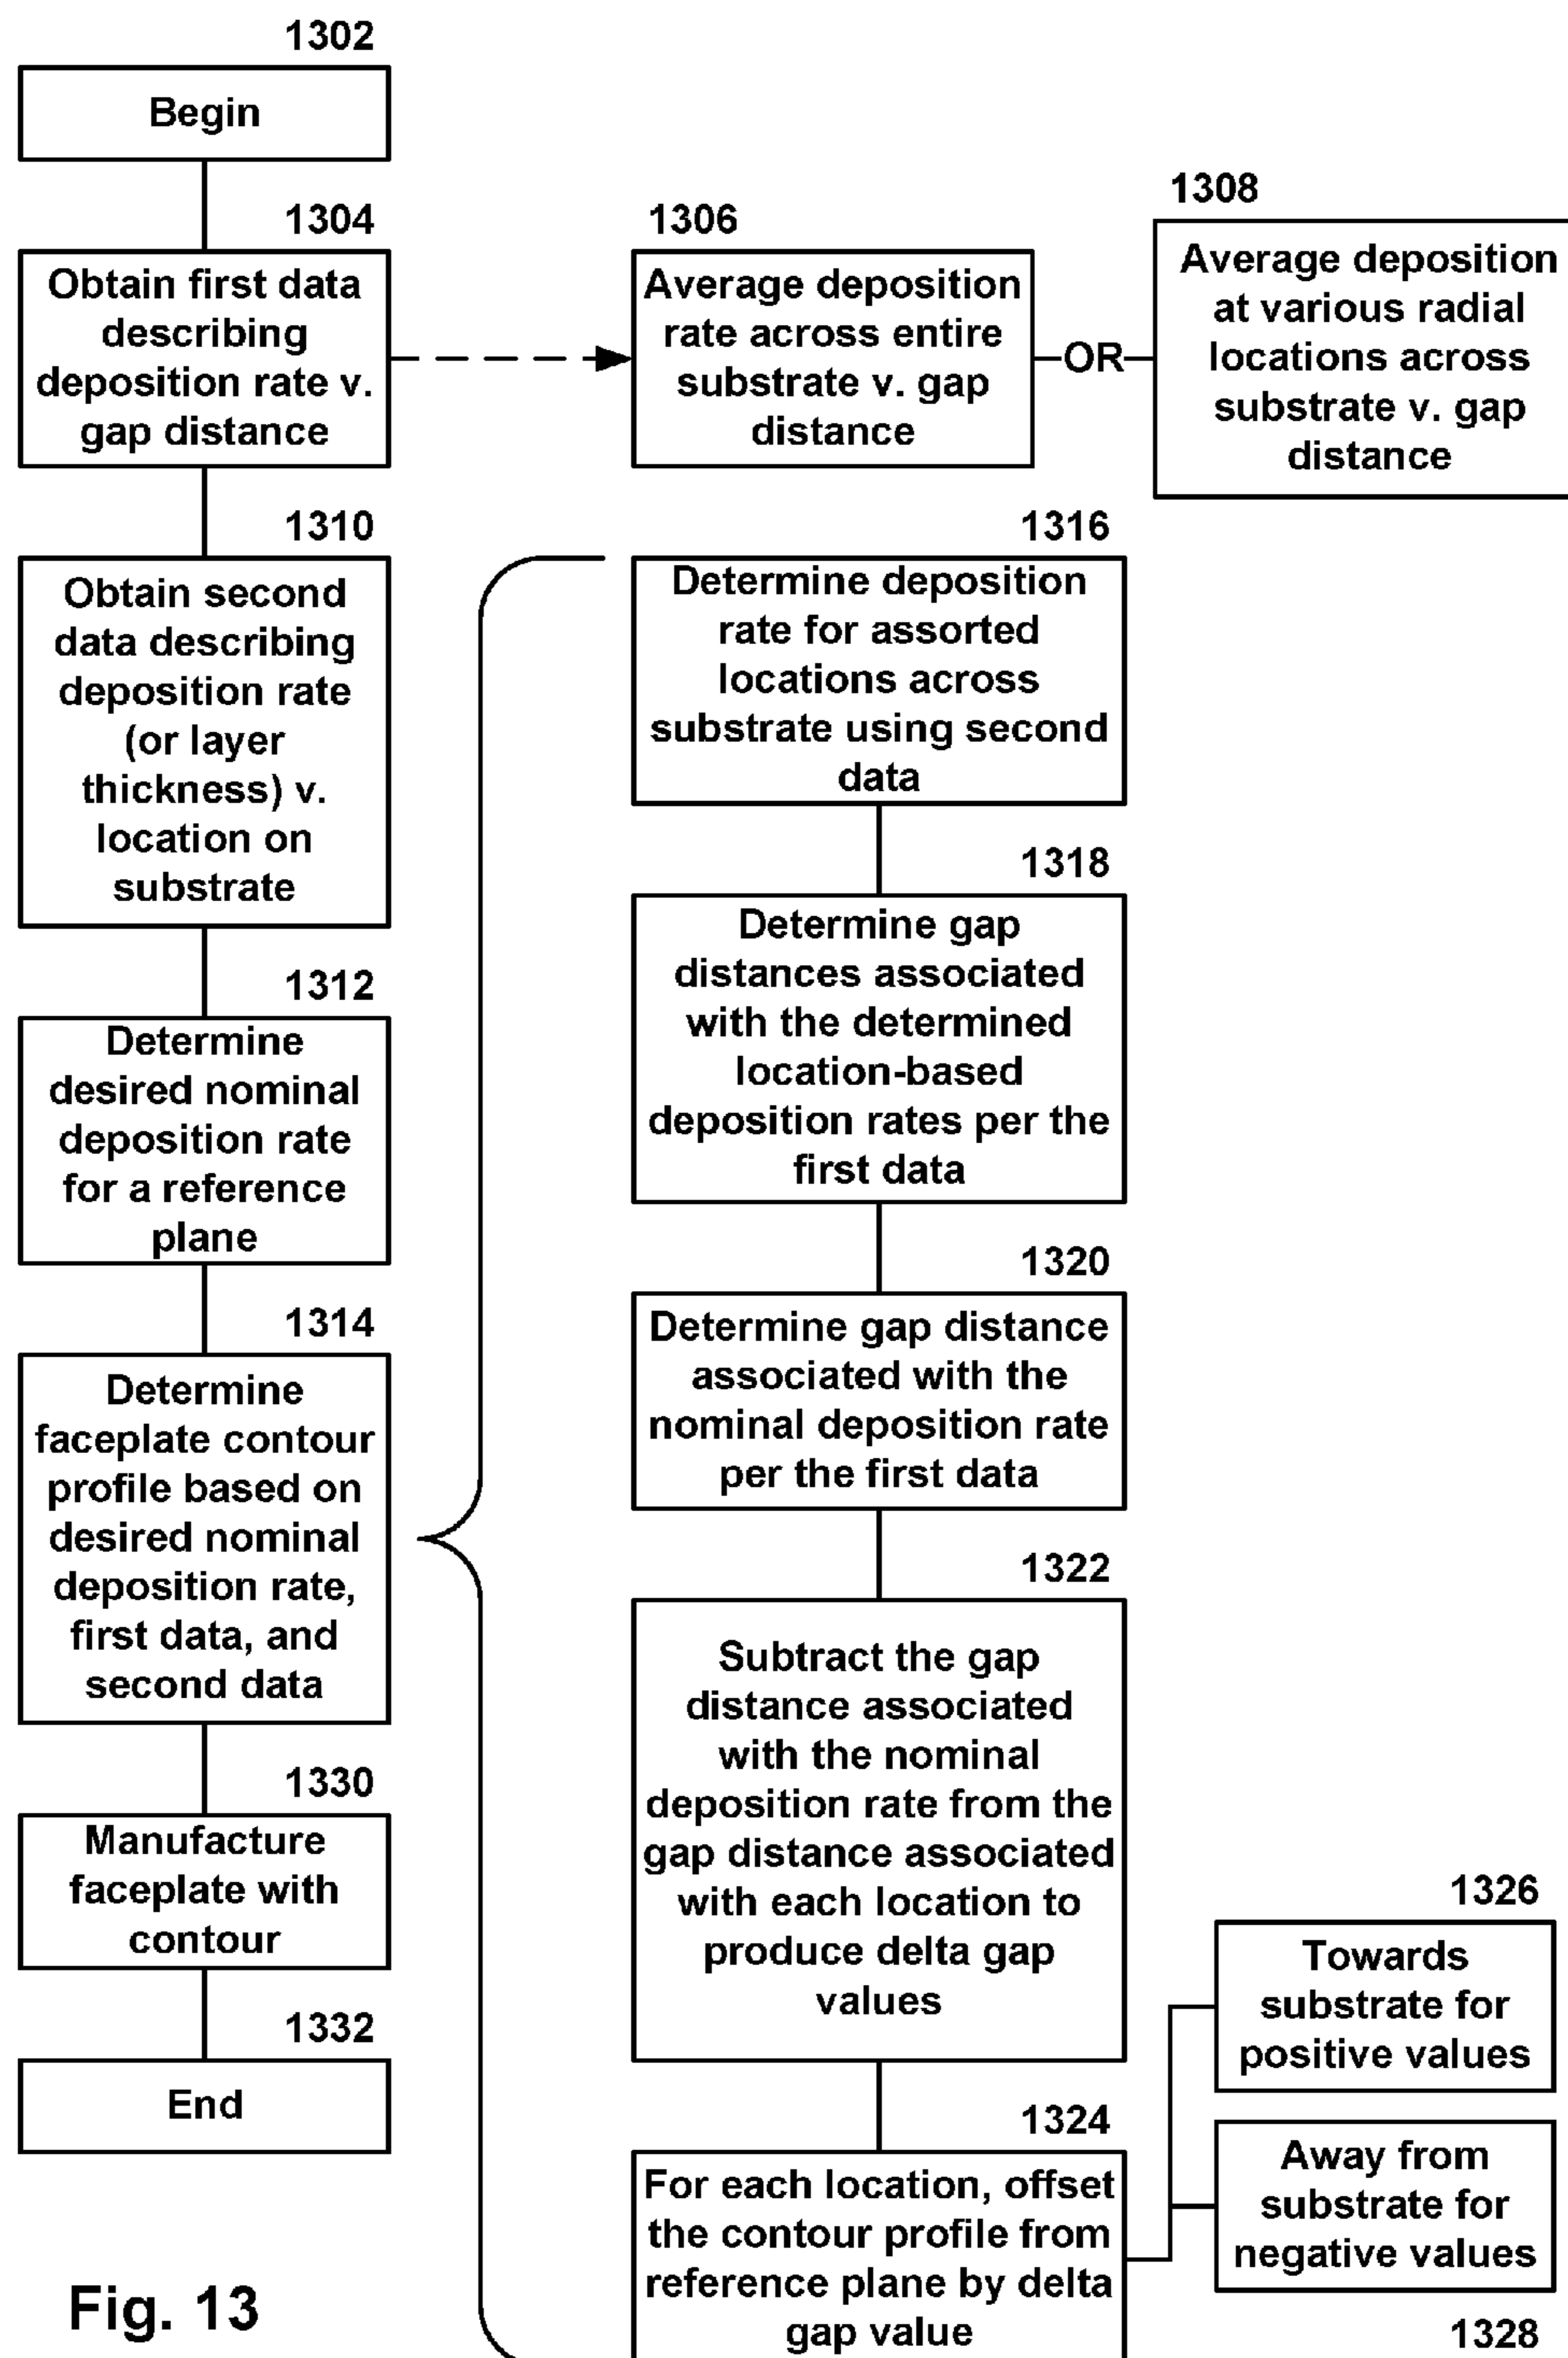 1302
Begin
1304
Obtain first data
describing
deposition rate v.
gap distance
1306
Average deposition
rate across entire
substrate v. gap
distance
OR
1308
Average deposition
at various radial
locations across
substrate v. gap
distance
1310
Obtain second
data describing
deposition rate
(or layer
thickness) v.
location on
substrate
1312
Determine
desired nominal
deposition rate
for a reference
plane
1314
Determine
faceplate contour
profile based on
desired nominal
deposition rate,
first data, and
second data
1316
Determine deposition
rate for assorted
locations across
substrate using second
data
1318
Determine gap
distances associated
with the determined
location-based
deposition rates per the
first data
1320
Determine gap distance
associated with the
nominal deposition rate
per the first data
1322
Subtract the gap
distance associated
with the nominal
deposition rate from the
gap distance associated
with each location to
produce delta gap
values
1324
For each location, offset
the contour profile from
reference plane by delta
gap value
1326
Towards
substrate for
positive values
Away from
substrate for
negative values
1328
1330
Manufacture
faceplate with
contour
1332
End
Fig. 13